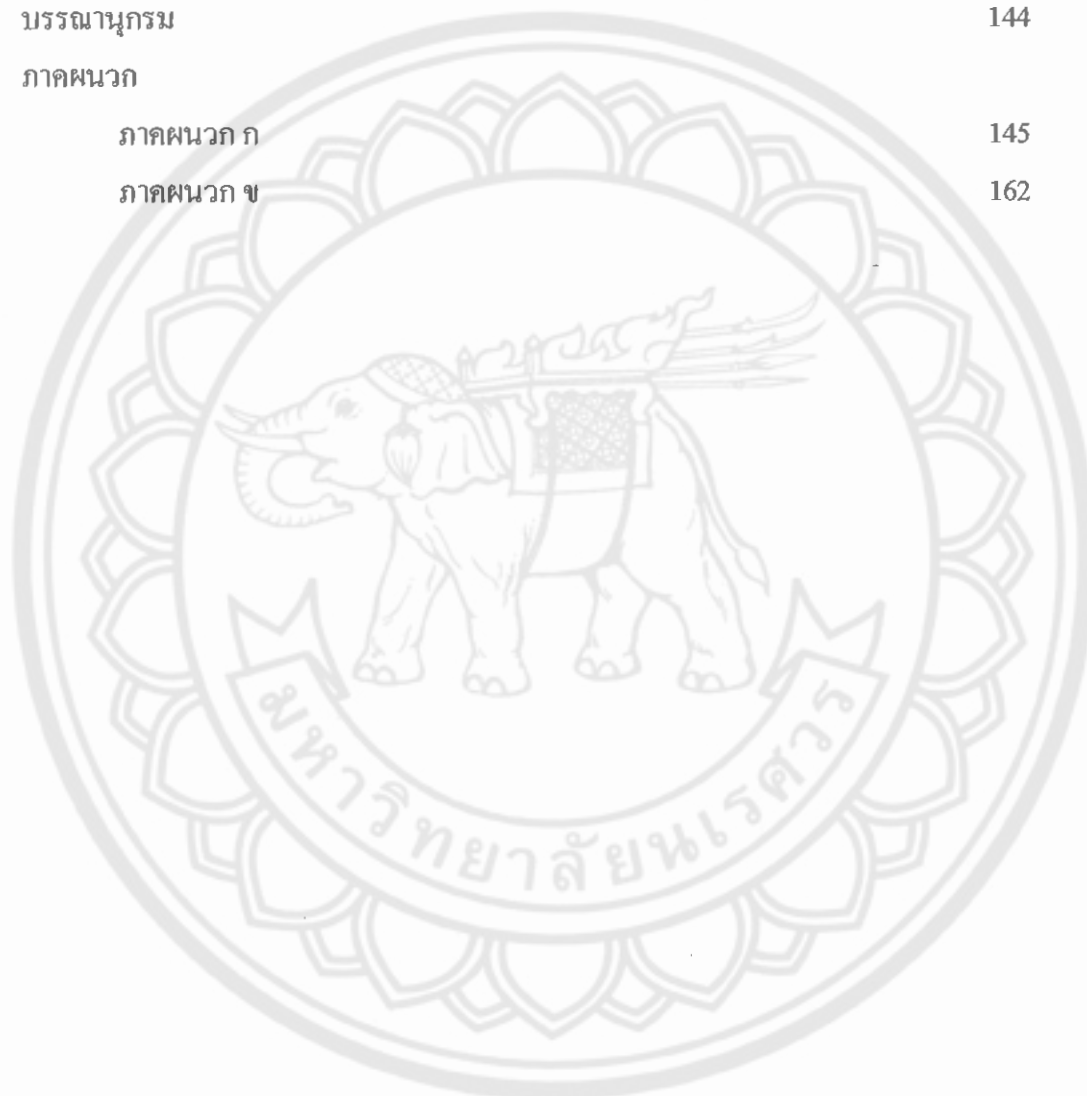 บรรณานุกรม 144
ภาคผนวก
ภาคผนวก ก 145
ภาคผนวก ข 162
มหาวิทยาลัยนเรศวร